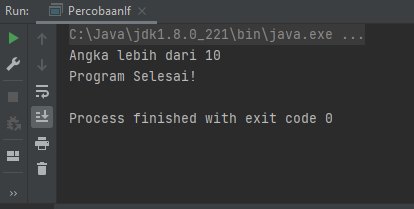 Run: PercobaanIf
C:\Java\jdk1.8.0_221\bin\java.exe ...
Angka lebih dari 10
Program Selesai!
Process finished with exit code 0